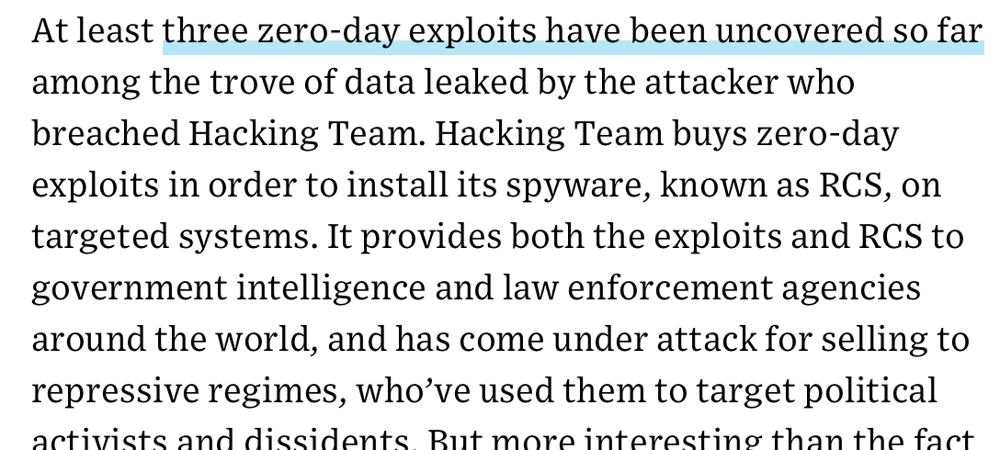 At least three zero-day exploits have been uncovered so far
among the trove of data leaked by the attacker who
breached Hacking Team. Hacking Team buys zero-day
exploits in order to install its spyware, known as RCS, on
targeted systems. It provides both the exploits and RCS to
government intelligence and law enforcement agencies
around the world, and has come under attack for selling to
repressive regimes, who’ve used them to target political
activists and dissidents. But more interesting than the fact